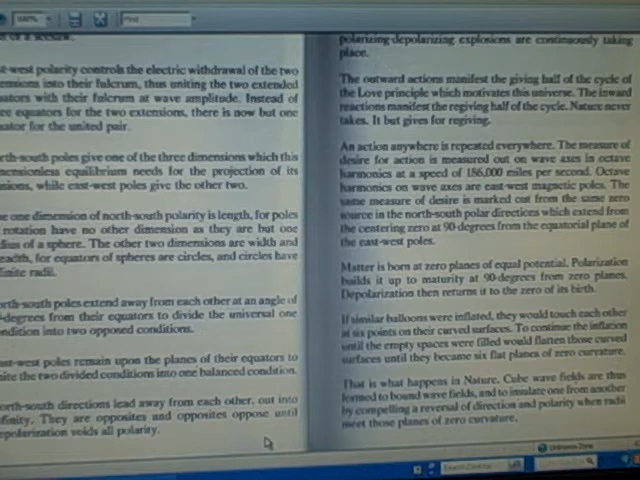 100%
Find
st-west polarity controls the electric withdrawal of the two
ensions into their fulcrum, thus uniting the two extended
uators with their fulcrum at wave amplitude. Instead of
ee equators for the two extensions, there is now but one
uator for the united pair.
rth-south poles give one of the three dimensions which this
mensionless equilibrium needs for the projection of its
sions, while east-west poles give the other two.
e one dimension of north-south polarity is length, for poles
rotation have no other dimension as they are but one
dius of a sphere. The other two dimensions are width and
eadth, for equators of spheres are circles, and circles have
finite radii.
orth-south poles extend away from each other at an angle of
-degrees from their equators to divide the universal one
ndition into two opposed conditions.
ast-west poles remain upon the planes of their equators to
nite the two divided conditions into one balanced condition.
orth-south directions lead away from each other, out into
finity. They are opposites and opposites oppose until
epolarization voids all polarity.
polarizing-depolarizing explosions are continuously taking
place.
The outward actions manifest the giving half of the cycle of
the Love principle which motivates this universe. The inward
reactions manifest the regiving half of the cycle. Nature never
takes. It but gives for regiving.
An action anywhere is repeated everywhere. The measure of
desire for action is measured out on wave axes in octave
harmonics at a speed of 186,000 miles per second. Octave
harmonics on wave axes are east-west magnetic poles. The
same measure of desire is marked out from the same zero
source in the north-south polar directions which extend from
the centering zero at 90-degrees from the equatorial plane of
the east-west poles.
Matter is born at zero planes of equal potential. Polarization
builds it up to maturity at 90-degrees from zero planes.
Depolarization then returns it to the zero of its birth.
If similar balloons were inflated, they would touch each other
at six points on their curved surfaces. To continue the inflation
until the empty spaces were filled would flatten those curved
surfaces until they became six flat planes of zero curvature.
That is what happens in Nature. Cube wave fields are thus
formed to bound wave fields, and to insulate one from another
by compelling a reversal of direction and polarity when radii
meet those planes of zero curvature.
Unknown Zone
Search Desktop